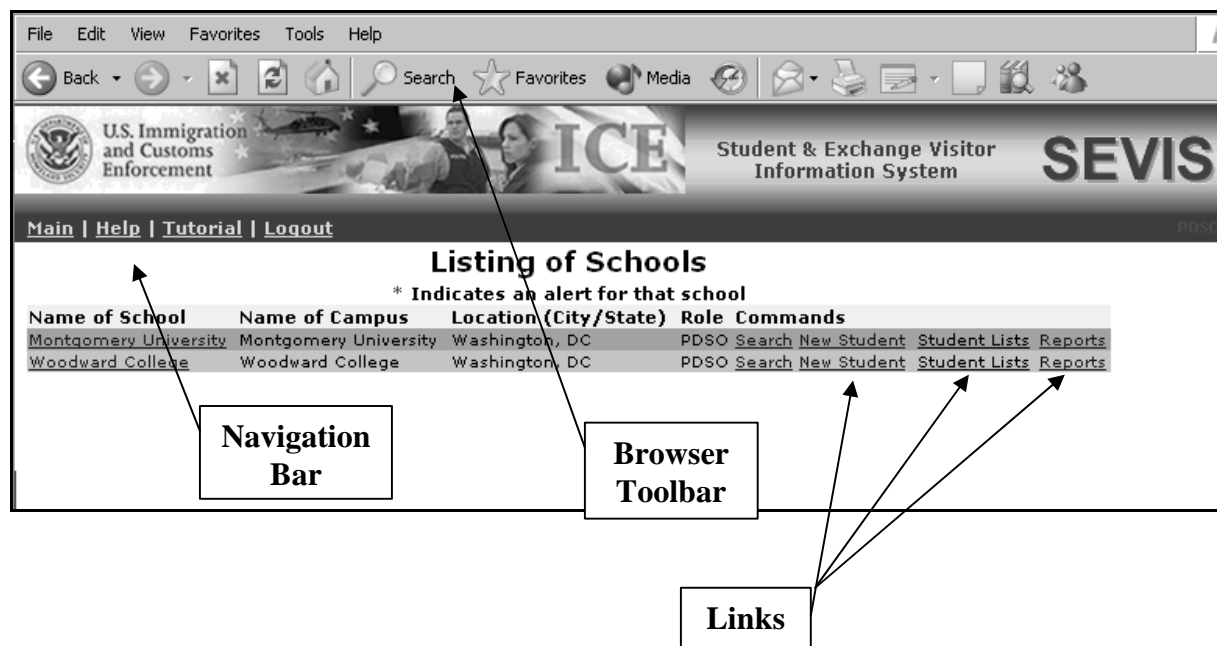 File Edit View Favorites Tools Help
Back Search Favorites Media
U.S. Immigration
and Customs
Enforcement
ICE
Student & Exchange Visitor
Information System
SEVIS
Main | Help | Tutorial | Logout
Listing of Schools
* Indicates an alert for that school
Name of School Name of Campus Location (City/State) Role Commands
Montgomery University Montgomery University Washington, DC PDSO Search New Student Student Lists Reports
Woodward College Woodward College Washington, DC PDSO Search New Student Student Lists Reports
Navigation
Bar
Browser
Toolbar
Links